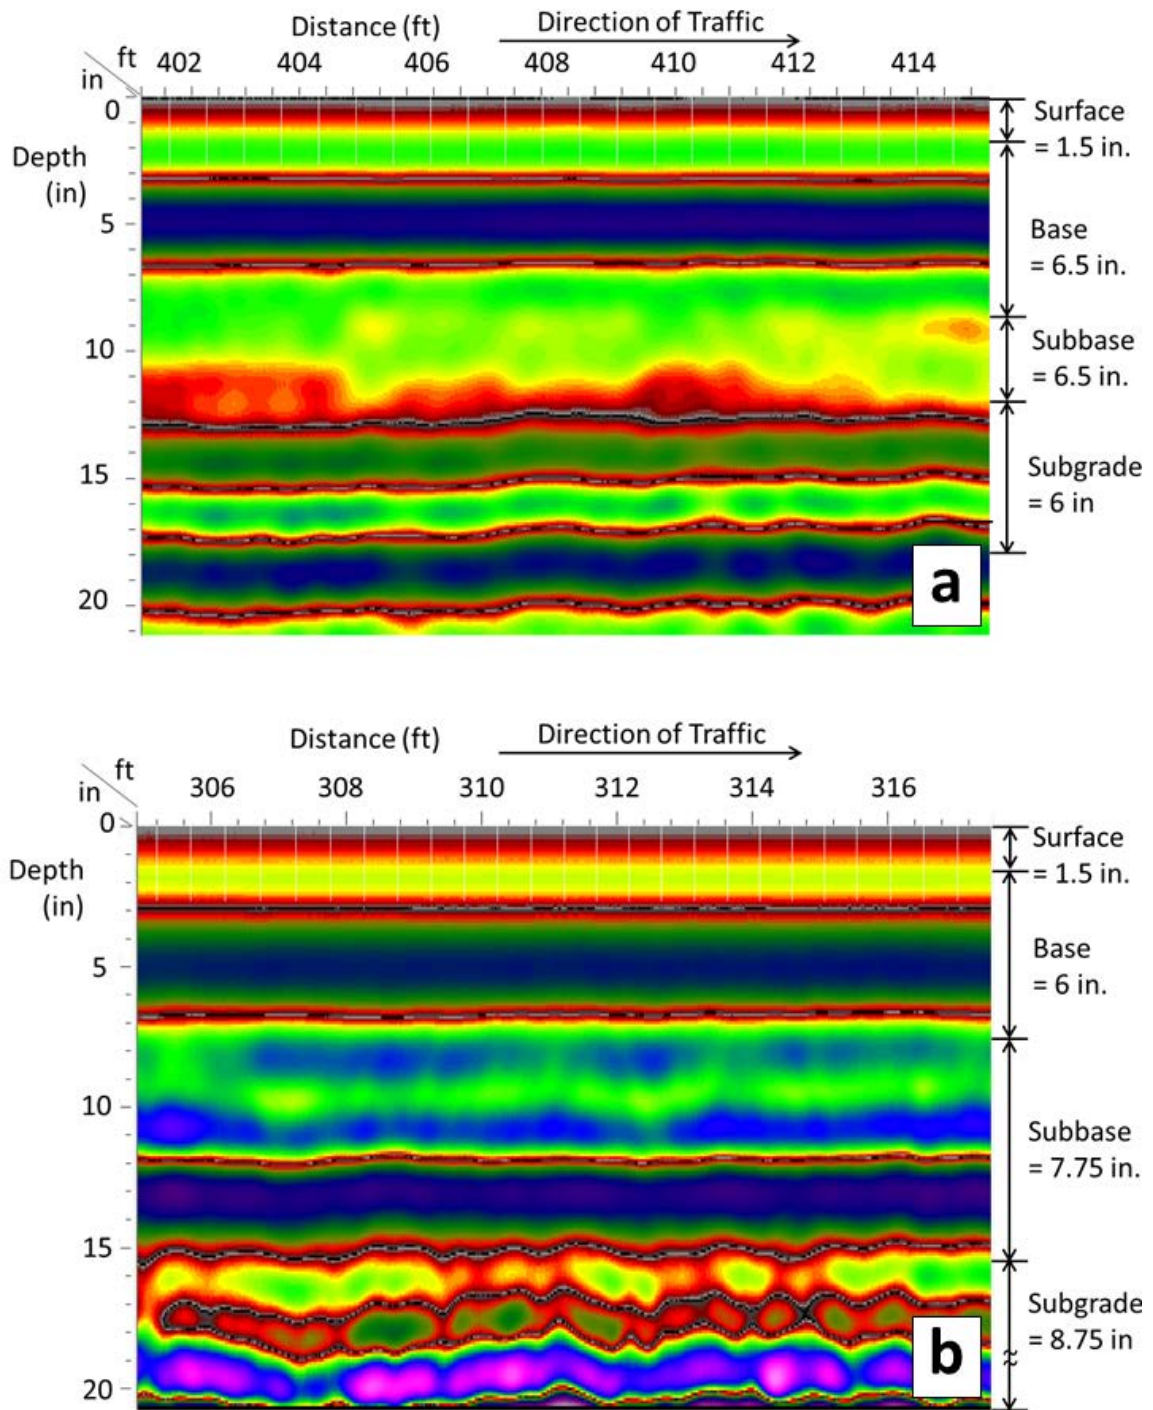 Distance (ft) Direction of Traffic
ft 402 404 406 408 410 412 414
in
0
Depth
(in)
5
10
15
20
Surface
= 1.5 in.
Base
= 6.5 in.
Subbase
= 6.5 in.
Subgrade
= 6 in
a
Distance (ft) Direction of Traffic
ft
in 306 308 310 312 314 316
0
Depth
(in)
5
10
15
20
Surface
= 1.5 in.
Base
= 6 in.
Subbase
= 7.75 in.
Subgrade
= 8.75 in
b